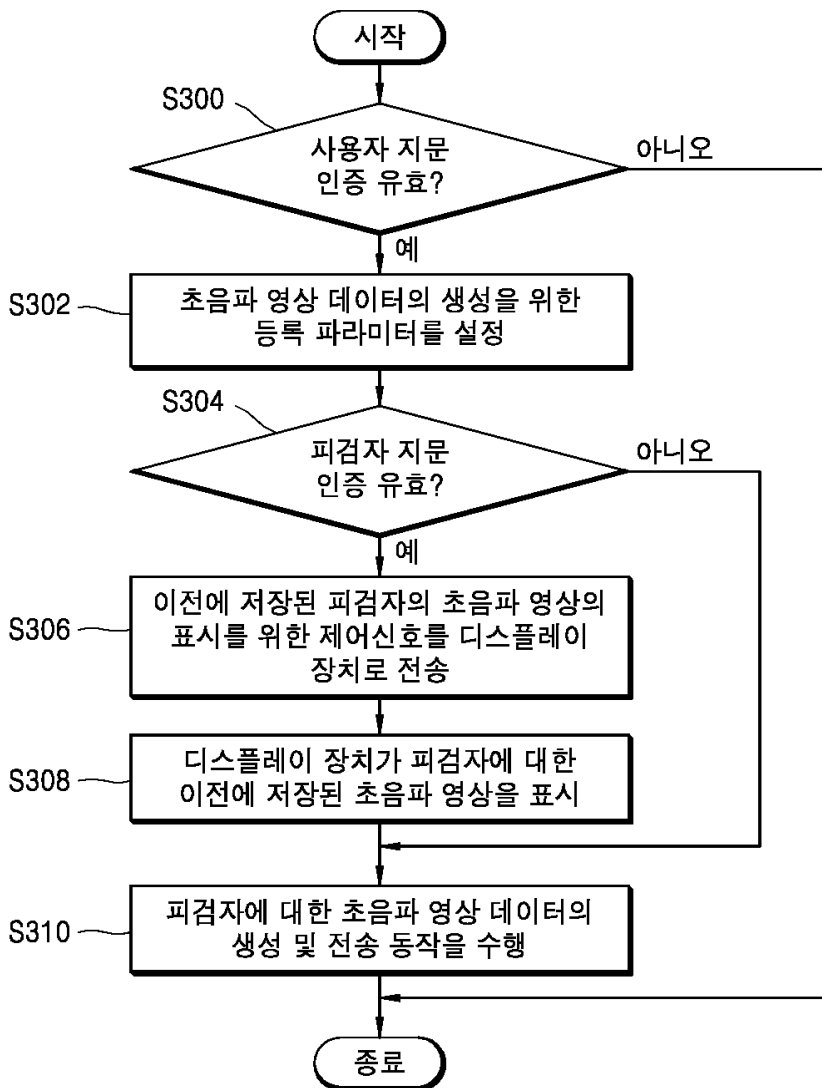 시작
S300
사용자 지문
인증 유효?
아니오
예
S302
초음파 영상 데이터의 생성을 위한
등록 파라미터를 설정
S304
피검자 지문
인증 유효?
아니오
예
S306
이전에 저장된 피검자의 초음파 영상의
표시를 위한 제어신호를 디스플레이
장치로 전송
S308
디스플레이 장치가 피검자에 대한
이전에 저장된 초음파 영상을 표시
S310
피검자에 대한 초음파 영상 데이터의
생성 및 전송 동작을 수행
종료